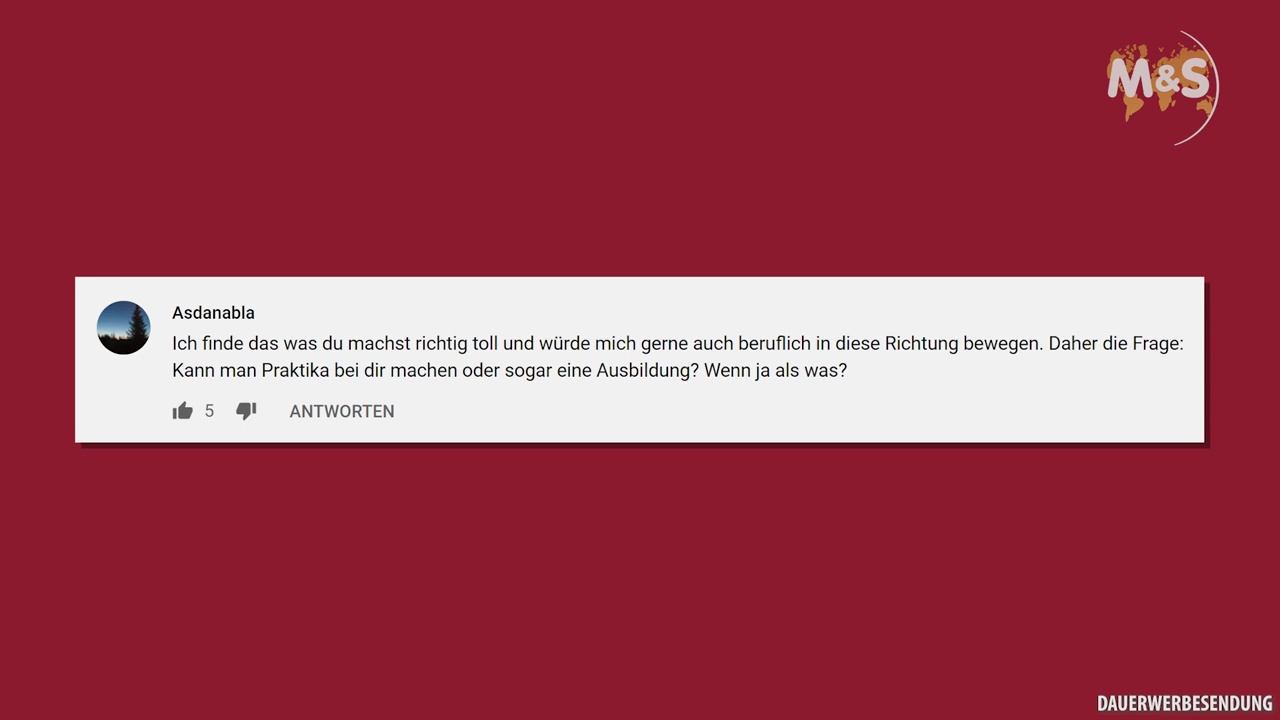 M&S
Asdanabla
Ich finde das was du machst richtig toll und würde mich gerne auch beruflich in diese Richtung bewegen. Daher die Frage:
Kann man Praktika bei dir machen oder sogar eine Ausbildung? Wenn ja als was?
5 ANTWORTEN
DAUERWERBESENDUNG